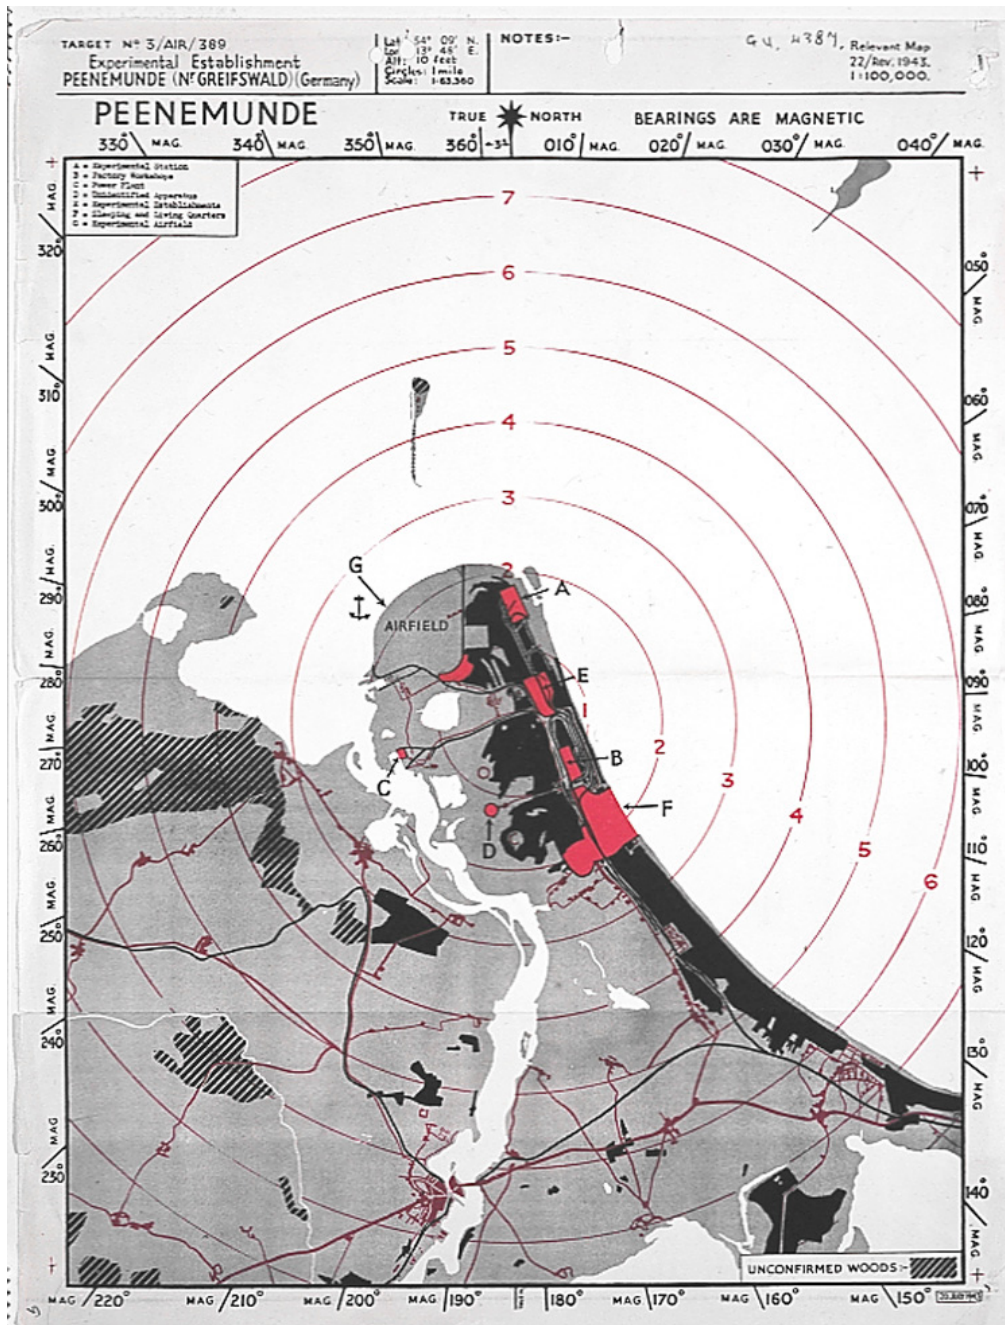 TARGET Nº 3/AIR/389
Experimental Establishment
PEENEMUNDE (Nʳ GREIFSWALD) (Germany)
Lat: 54° 09' N.
Lon: 13° 48' E.
Alt: 10 feet
Circles: 1 mile
Scale: 1:63,360
NOTES:-
Relevant Map
22/Rev. 1943.
1:100,000.
PEENEMUNDE
TRUE NORTH
BEARINGS ARE MAGNETIC
330° MAG. 340° MAG. 350° MAG. 360° 010° MAG. 020° MAG. 030° MAG. 040° MAG.
A = Experimental Station
B = Factory Workshops
C = Power Plant
D = Unidentified Apparatus
E = Experimental Establishments
F = Sleeping and Living Quarters
G = Experimental Airfield
MAG.
320°
MAG.
310°
MAG.
300°
MAG.
290°
MAG.
280°
MAG.
270°
MAG.
260°
MAG.
250°
MAG
240°
MAG
230°
7
6
5
4
3
2
G
A
AIRFIELD
E
1
B
2
C
3
F
4
D
5
6
050°
MAG.
060°
MAG.
070°
MAG.
080°
MAG.
090°
MAG
100°
MAG
110°
MAG
120°
MAG
130°
MAG
140°
MAG
UNCONFIRMED WOODS:-
MAG 220° MAG 210° MAG 200° MAG 190° 180° MAG 170° MAG 160° MAG 150°